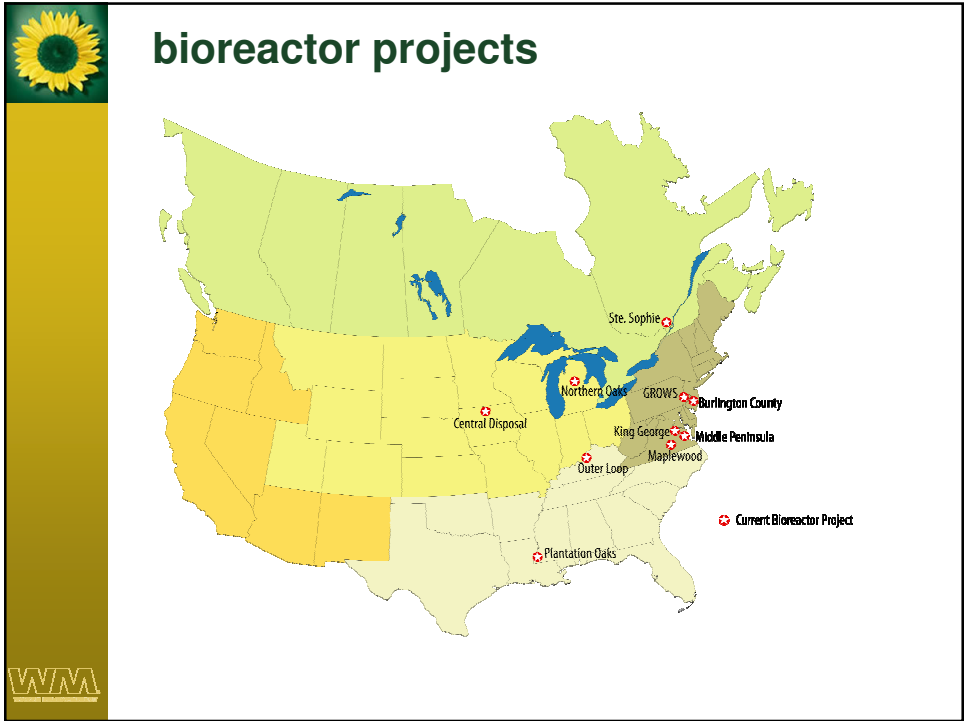 bioreactor projects
Ste. Sophie
Northern Oaks
GROWS
Burlington County
Central Disposal
King George
Middle Peninsula
Maplewood
Outer Loop
Current Bioreactor Project
Plantation Oaks
WM